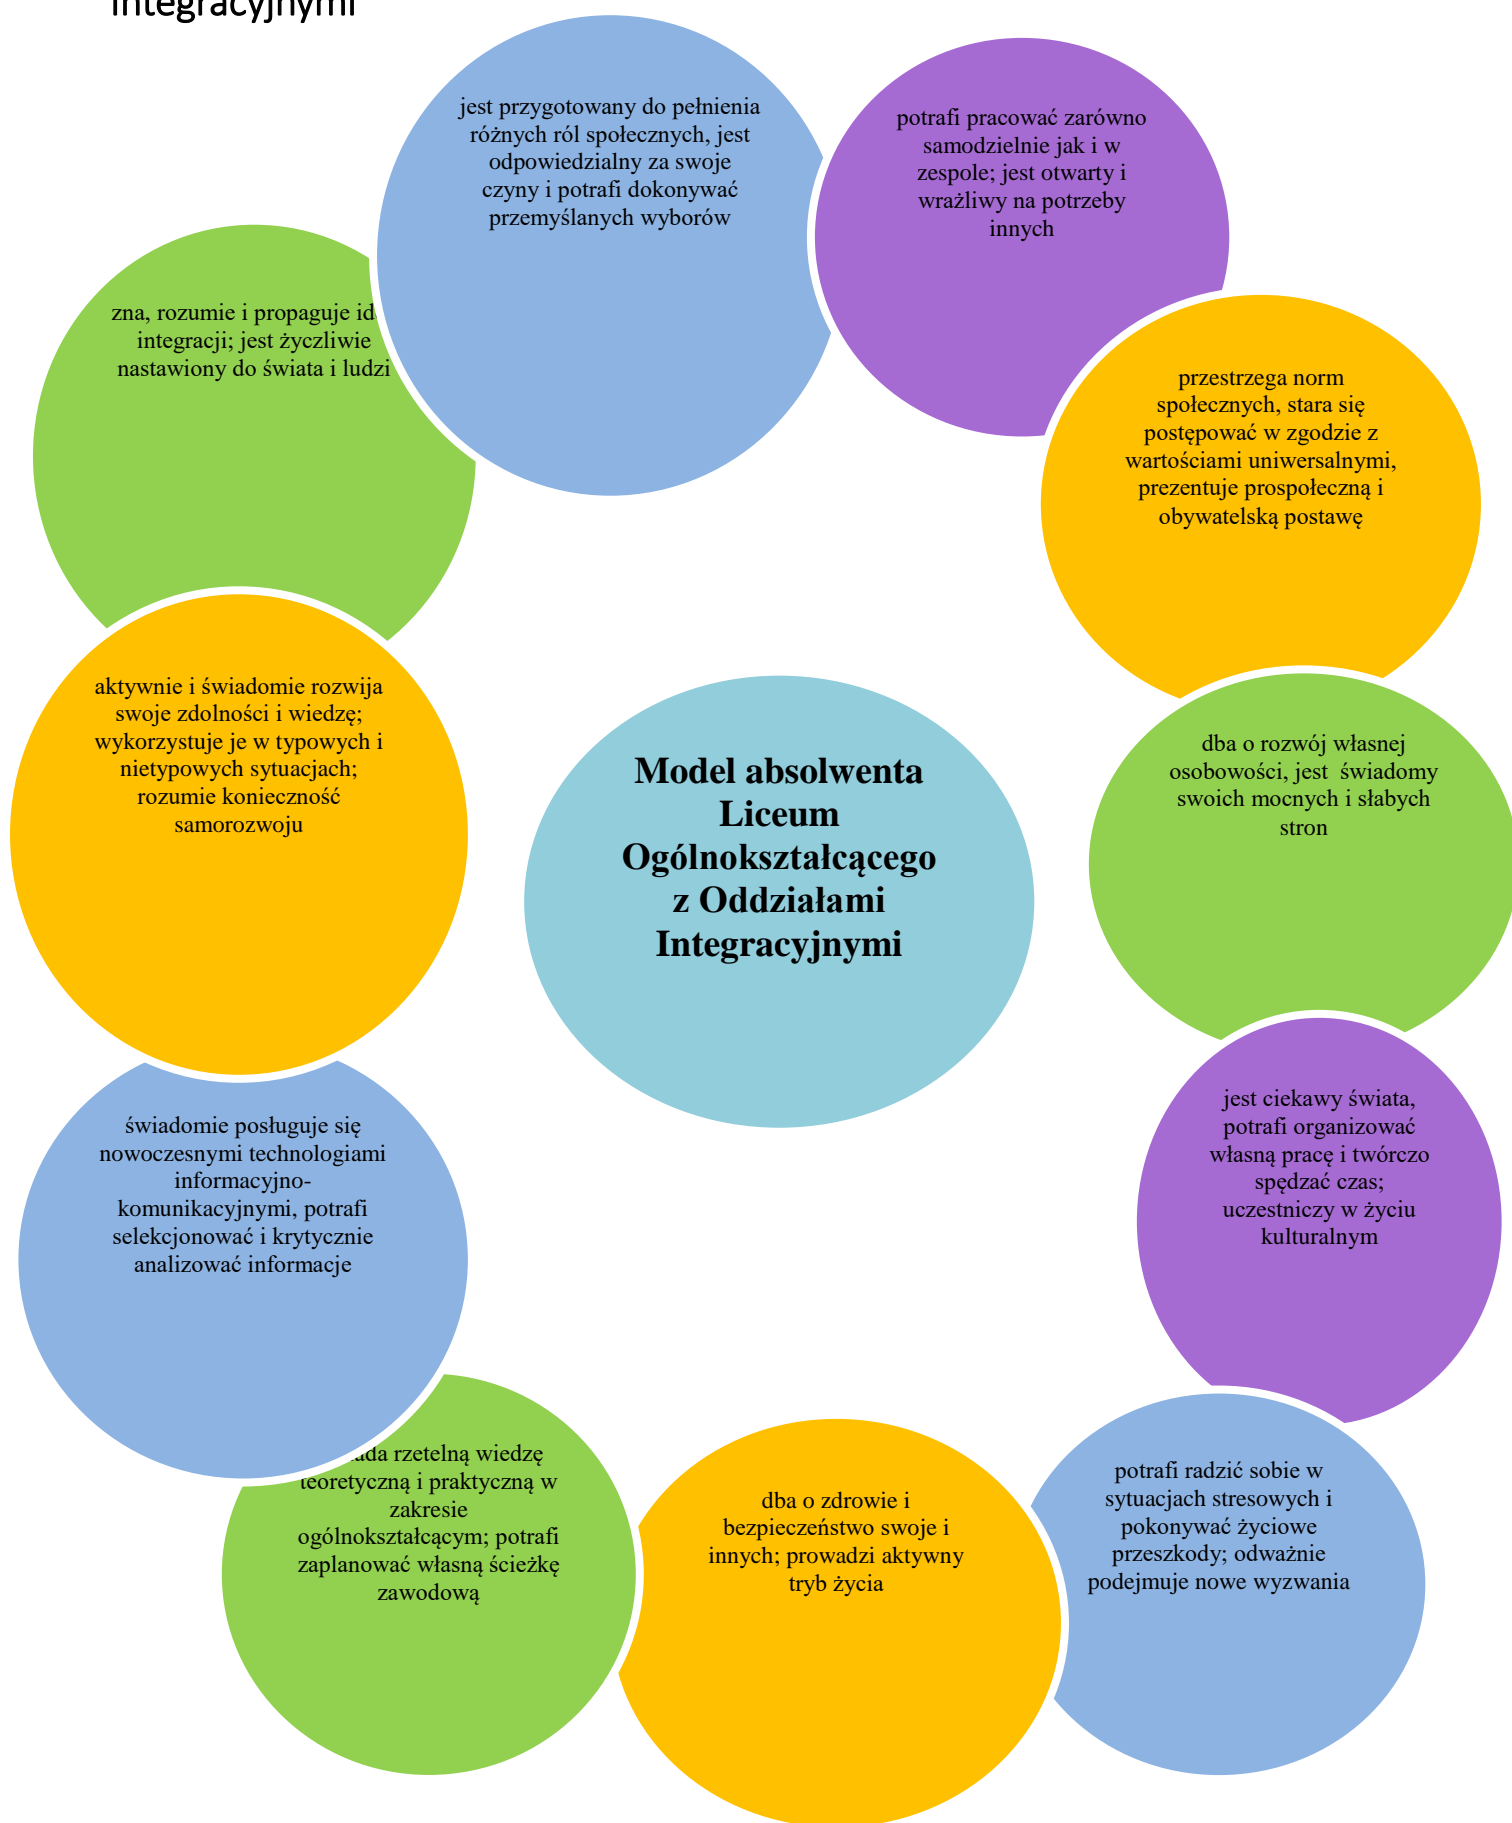 integracyjnymi
jest przygotowany do pełnienia
różnych ról społecznych, jest
odpowiedzialny za swoje
czyny i potrafi dokonywać
przemyślanych wyborów
potrafi pracować zarówno
samodzielnie jak i w
zespole; jest otwarty i
wrażliwy na potrzeby
innych
zna, rozumie i propaguje
integracji; jest życzliwie
nastawiony do świata i ludzi
przestrzega norm
społecznych, stara się
postępować w zgodzie z
wartościami uniwersalnymi,
prezentuje prospołeczną i
obywatelską postawę
aktywnie i świadomie rozwija
swoje zdolności i wiedzę;
wykorzystuje je w typowych i
nietypowych sytuacjach;
rozumie konieczność
samorozwoju
Model absolwenta
Liceum
Ogólnokształcącego
z Oddziałami
Integracyjnymi
dba o rozwój własnej
osobowości, jest świadomy
swoich mocnych i słabych
stron
jest ciekawy świata,
potrafi organizować
własną pracę i twórczo
spędzać czas;
uczestniczy w życiu
kulturalnym
świadomie posługuje się
nowoczesnymi technologiami
informacyjno-
komunikacyjnymi, potrafi
selekcjonować i krytycznie
analizować informacje
rzetelną wiedzę
teoretyczną i praktyczną w
zakresie
ogólnokształcącym; potrafi
zaplanować własną ścieżkę
zawodową
dba o zdrowie i
bezpieczeństwo swoje i
innych; prowadzi aktywny
tryb życia
potrafi radzić sobie w
sytuacjach stresowych i
pokonywać życiowe
przeszkody; odważnie
podejmuje nowe wyzwania